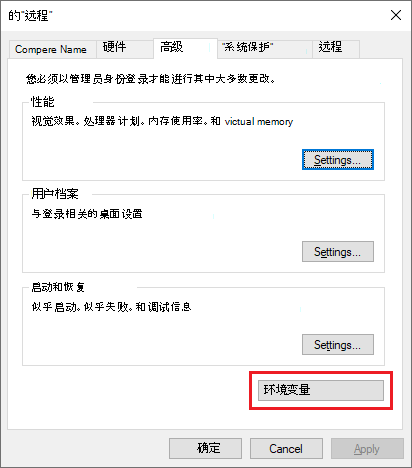 的"远程"
Compere Name 硬件 高级 "系统保护" 远程
您必须以管理员身份登录才能进行其中大多数更改。
性能
视觉效果。处理器计划。内存使用率。和 victual memory
Settings...
用户档案
与登录相关的桌面设置
Settings...
启动和恢复
似乎启动。似乎失败。和调试信息
Settings...
环境变量
确定 Cancel Apply